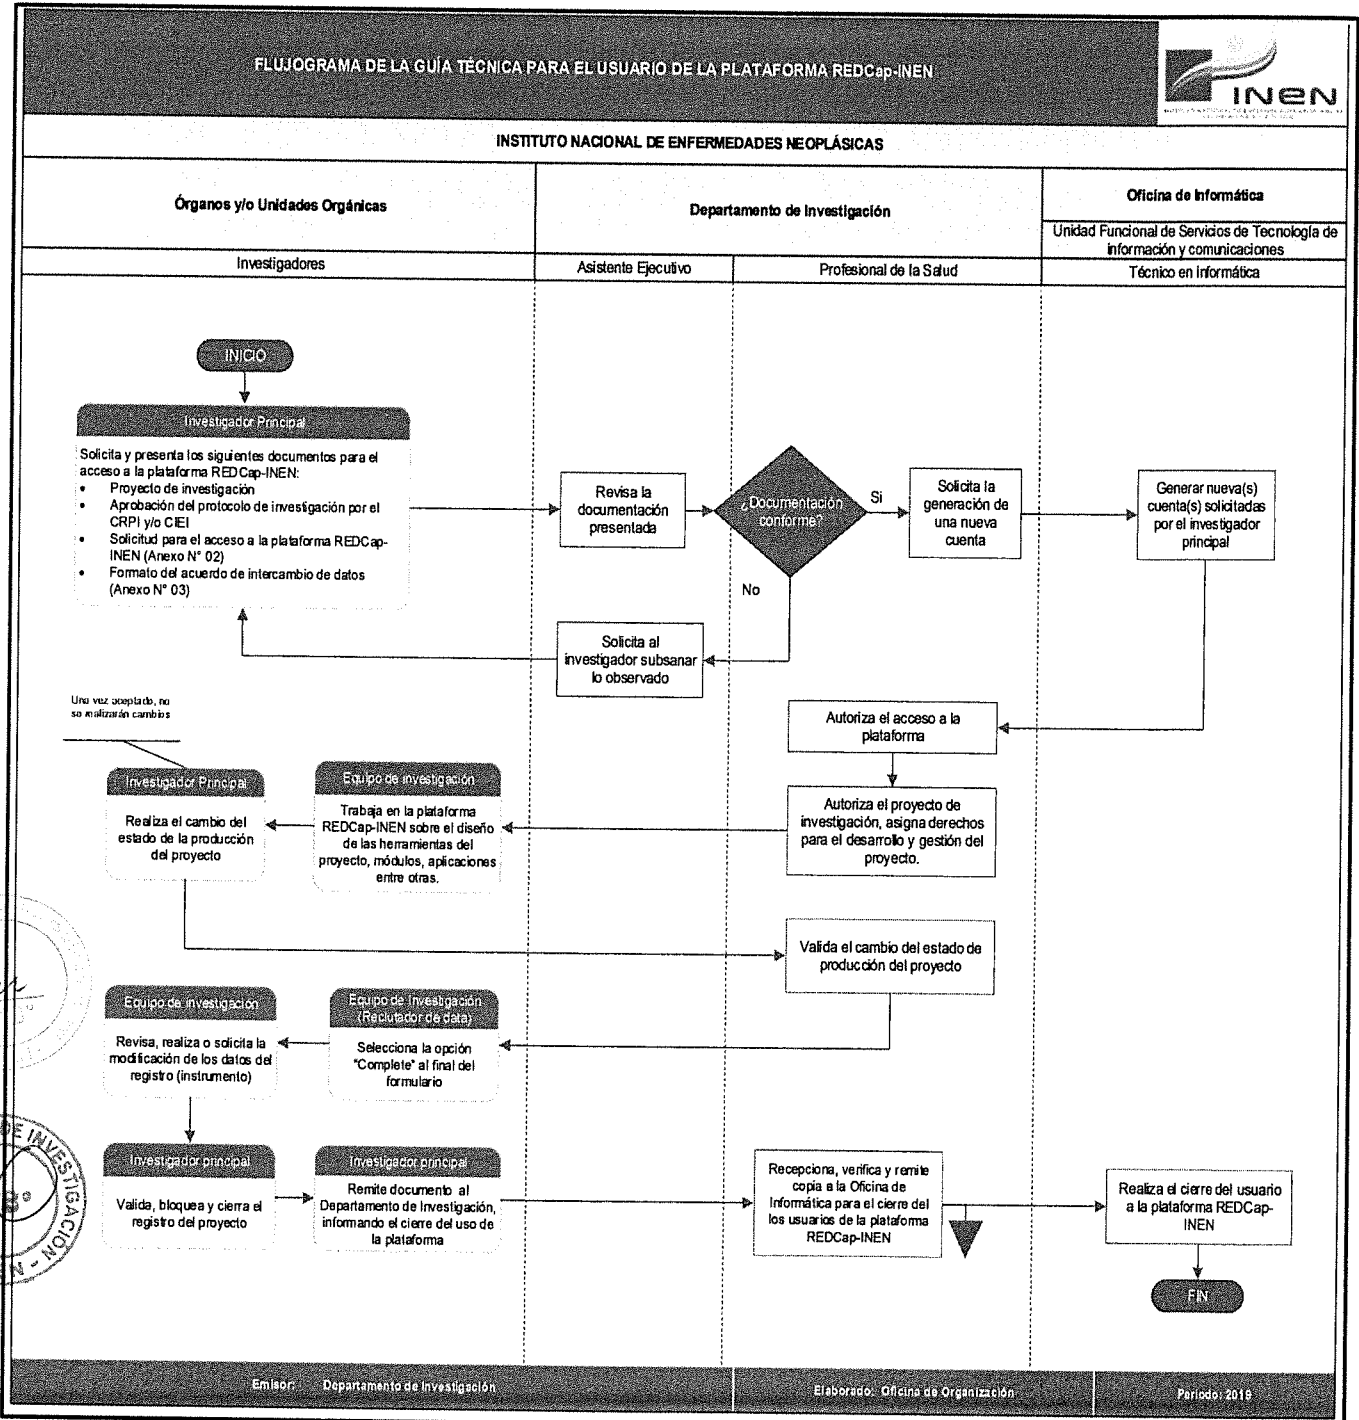 FLUJOGRAMA DE LA GUÍA TÉCNICA PARA EL USUARIO DE LA PLATAFORMA REDCap-INEN
INEN
INSTITUTO NACIONAL DE ENFERMEDADES NEOPLÁSICAS
Órganos y/o Unidades Orgánicas
Departamento de Investigación
Oficina de Informática
Unidad Funcional de Servicios de Tecnología de
información y comunicaciones
Investigadores
Asistente Ejecutivo
Profesional de la Salud
Técnico en Informática
INICIO
Investigador Principal
Solicita y presenta los siguientes documentos para el
acceso a la plataforma REDCap-INEN:
• Proyecto de investigación
• Aprobación del protocolo de investigación por el
CRPI y/o CIEI
• Solicitud para el acceso a la plataforma REDCap-
INEN (Anexo N° 02)
• Formato del acuerdo de intercambio de datos
(Anexo N° 03)
Revisa la
documentación
presentada
¿Documentación
conforme?
Si
No
Solicita la
generación de
una nueva
cuenta
Generar nueva(s)
cuenta(s) solicitadas
por el investigador
principal
Solicita al
investigador subsanar
lo observado
Una vez aceptado, no
se realizarán cambios
Autoriza el acceso a la
plataforma
Investigador Principal
Realiza el cambio del
estado de la producción
del proyecto
Equipo de investigación
Trabaja en la plataforma
REDCap-INEN sobre el diseño
de las herramientas del
proyecto, módulos, aplicaciones
entre otras.
Autoriza el proyecto de
investigación, asigna derechos
para el desarrollo y gestión del
proyecto.
Valida el cambio del estado de
producción del proyecto
Equipo de investigación
Revisa, realiza o solicita la
modificación de los datos del
registro (instrumento)
Equipo de Investigación
(Reclutador de data)
Selecciona la opción
"Complete" al final del
formulario
Investigador principal
Valida, bloquea y cierra el
registro del proyecto
Investigador principal
Remite documento al
Departamento de Investigación,
informando el cierre del uso de
la plataforma
Recepciona, verifica y remite
copia a la Oficina de
Informática para el cierre del
los usuarios de la plataforma
REDCap-INEN
Realiza el cierre del usuario
a la plataforma REDCap-
INEN
FIN
DE INVESTIGACIÓN -
Emisor: Departamento de Investigación
Elaborado: Oficina de Organización
Periodo: 2019